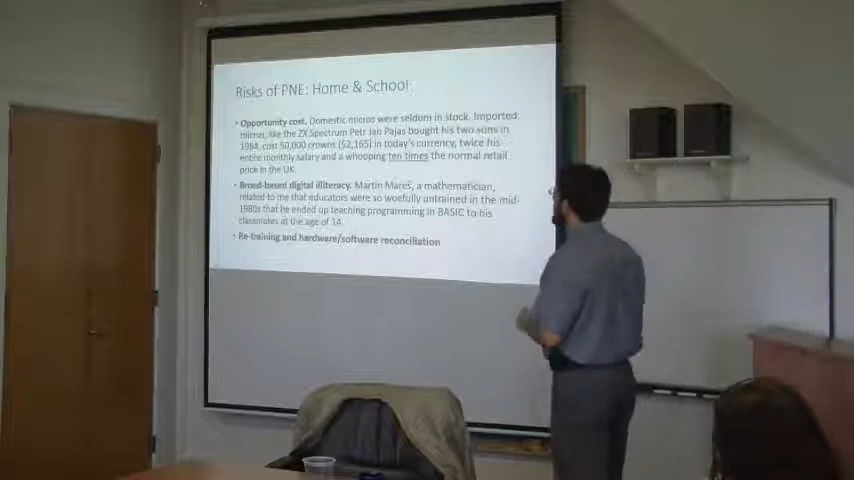 Risks of PNE: Home & School
• Opportunity cost. Domestic micros were seldom in stock. Imported
micros, like the ZX Spectrum Petr Jan Pajas bought his two sons in
1984, cost 50,000 crowns ($2,165) in today's currency, twice his
entire monthly salary and a whooping ten times the normal retail
price in the UK.
• Broad-based digital illiteracy. Martin Mareš, a mathematician,
related to me that educators were so woefully untrained in the mid-
1980s that he ended up teaching programming in BASIC to his
classmates at the age of 14.
• Re-training and hardware/software reconciliation